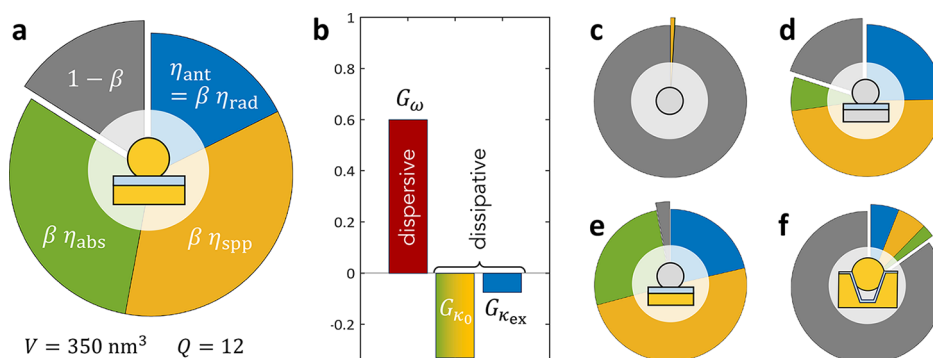 a
1 − β
η_ant
= β η_rad
β η_abs
β η_spp
V = 350 nm³ Q = 12
b
1
0.8
0.6
0.4
0.2
0
-0.2
G_ω
dispersive
dissipative
G_κ₀
G_κ_ex
c
d
e
f